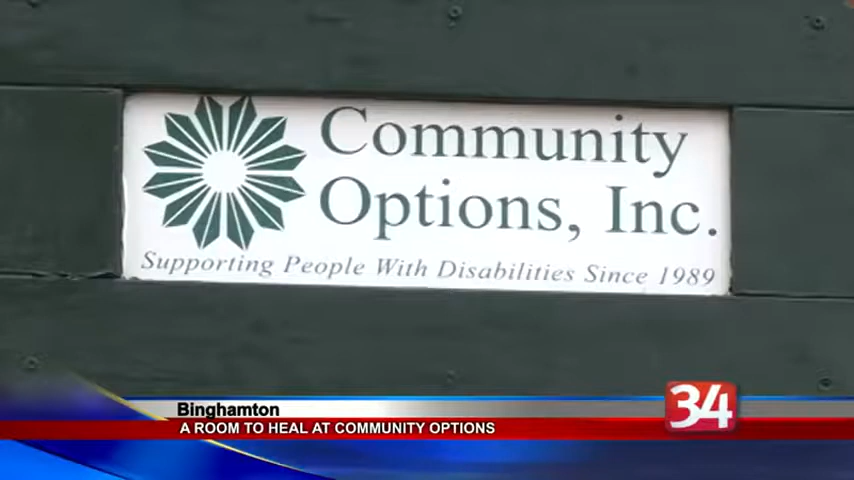 Community
Options, Inc.
Supporting People With Disabilities Since 1989
Binghamton
A ROOM TO HEAL AT COMMUNITY OPTIONS
34